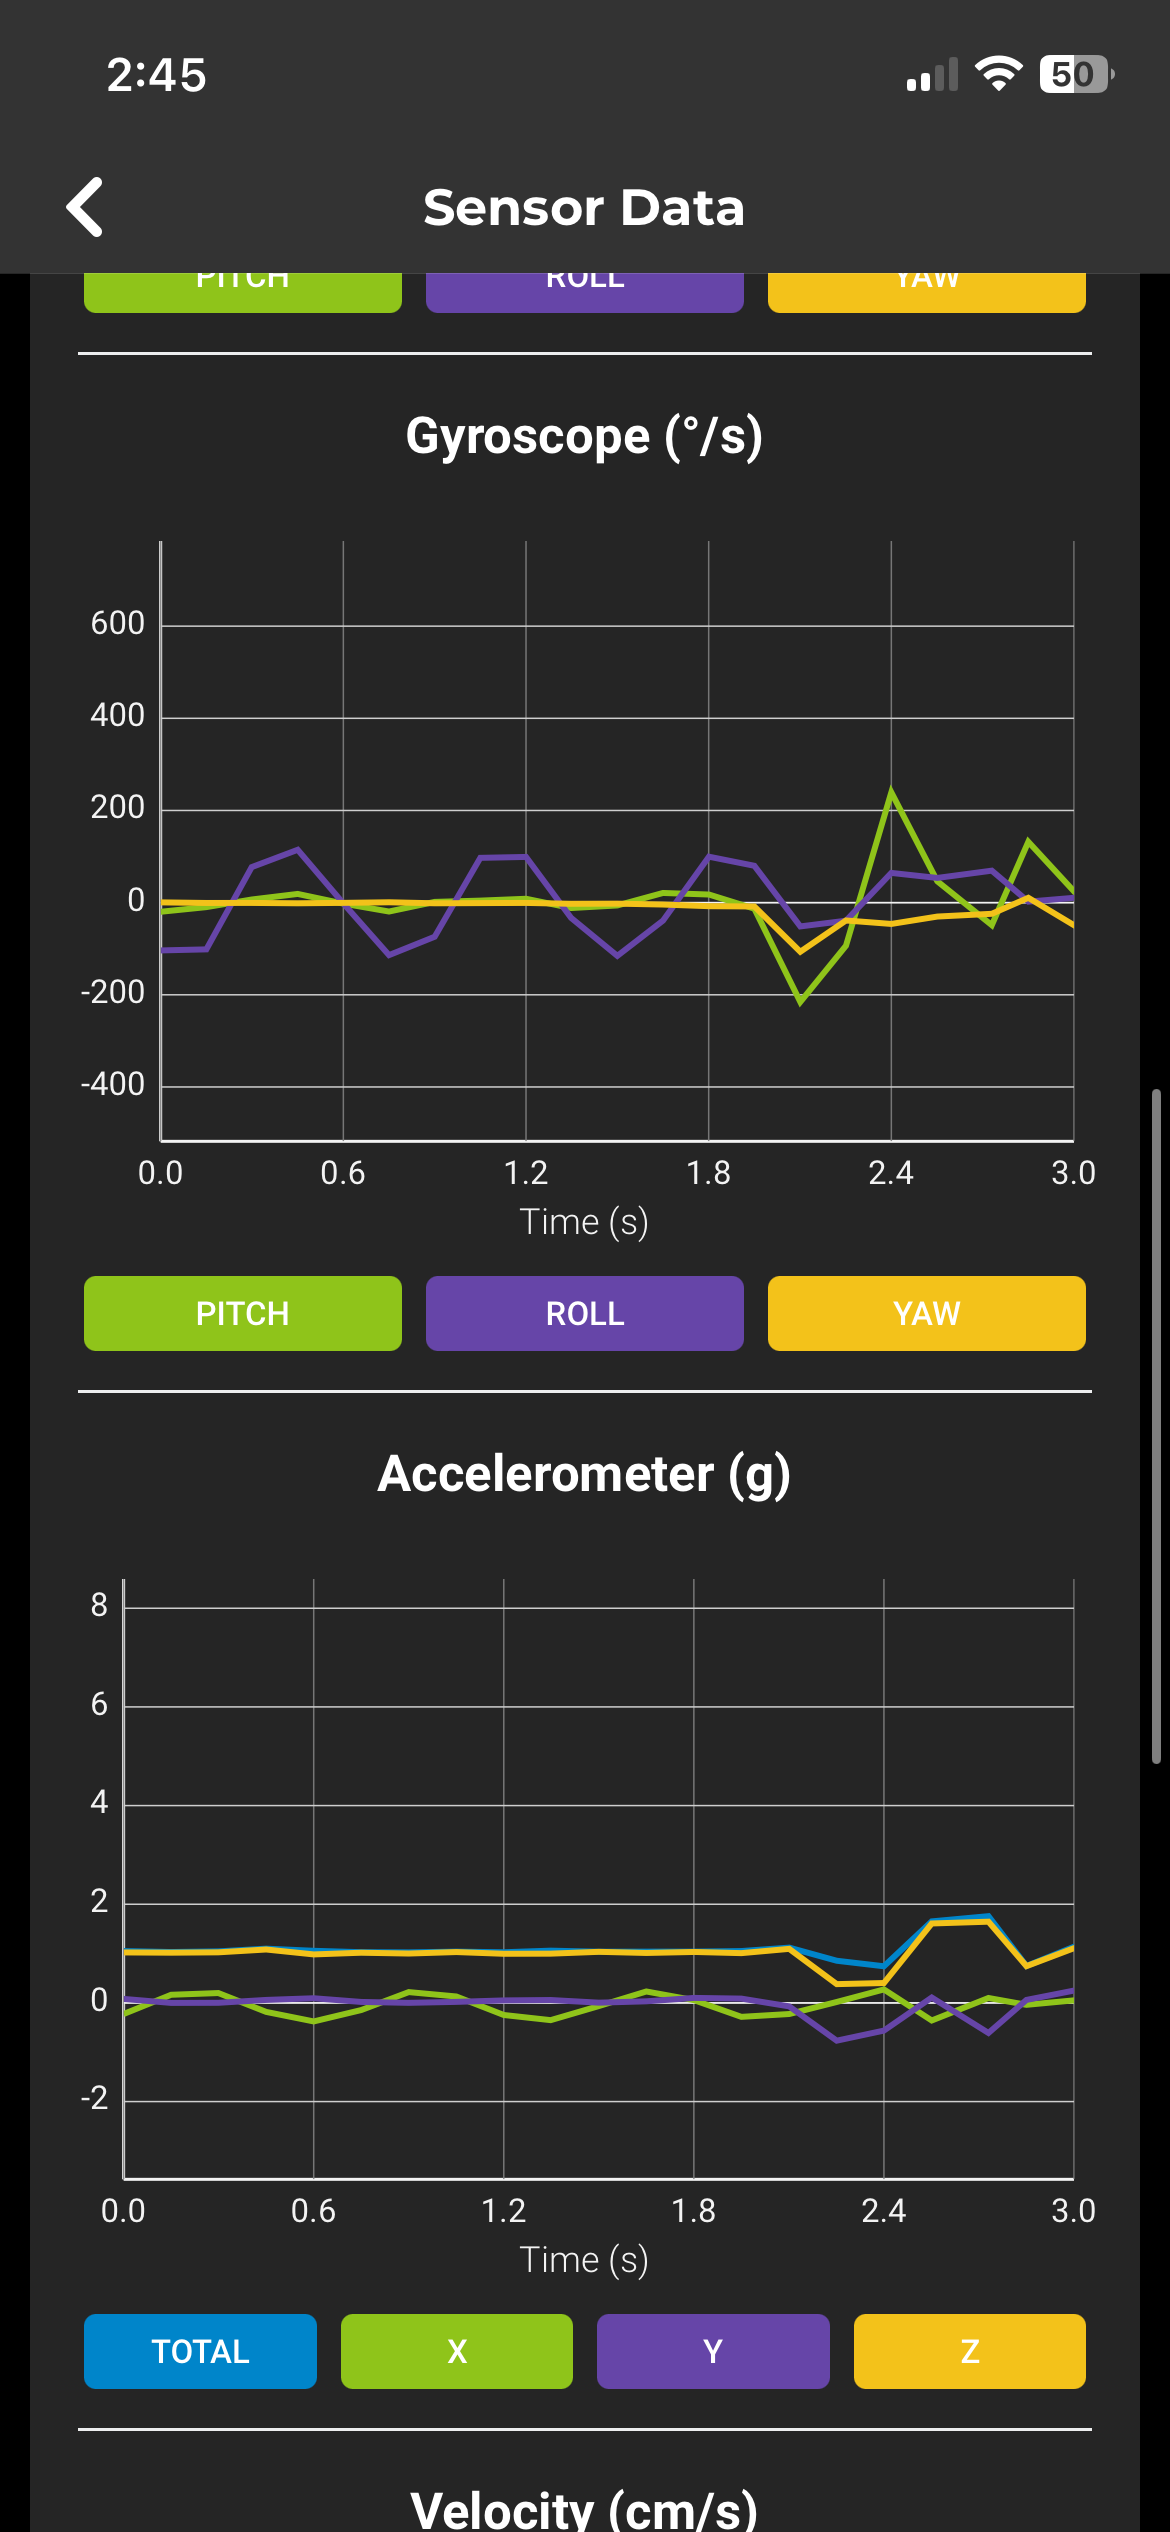 2:45
50
Sensor Data
PITCH ROLL YAW
Gyroscope (°/s)
600
400
200
0
-200
-400
0.0 0.6 1.2 1.8 2.4 3.0
Time (s)
PITCH ROLL YAW
Accelerometer (g)
8
6
4
2
0
-2
0.0 0.6 1.2 1.8 2.4 3.0
Time (s)
TOTAL X Y Z
Velocity (cm/s)